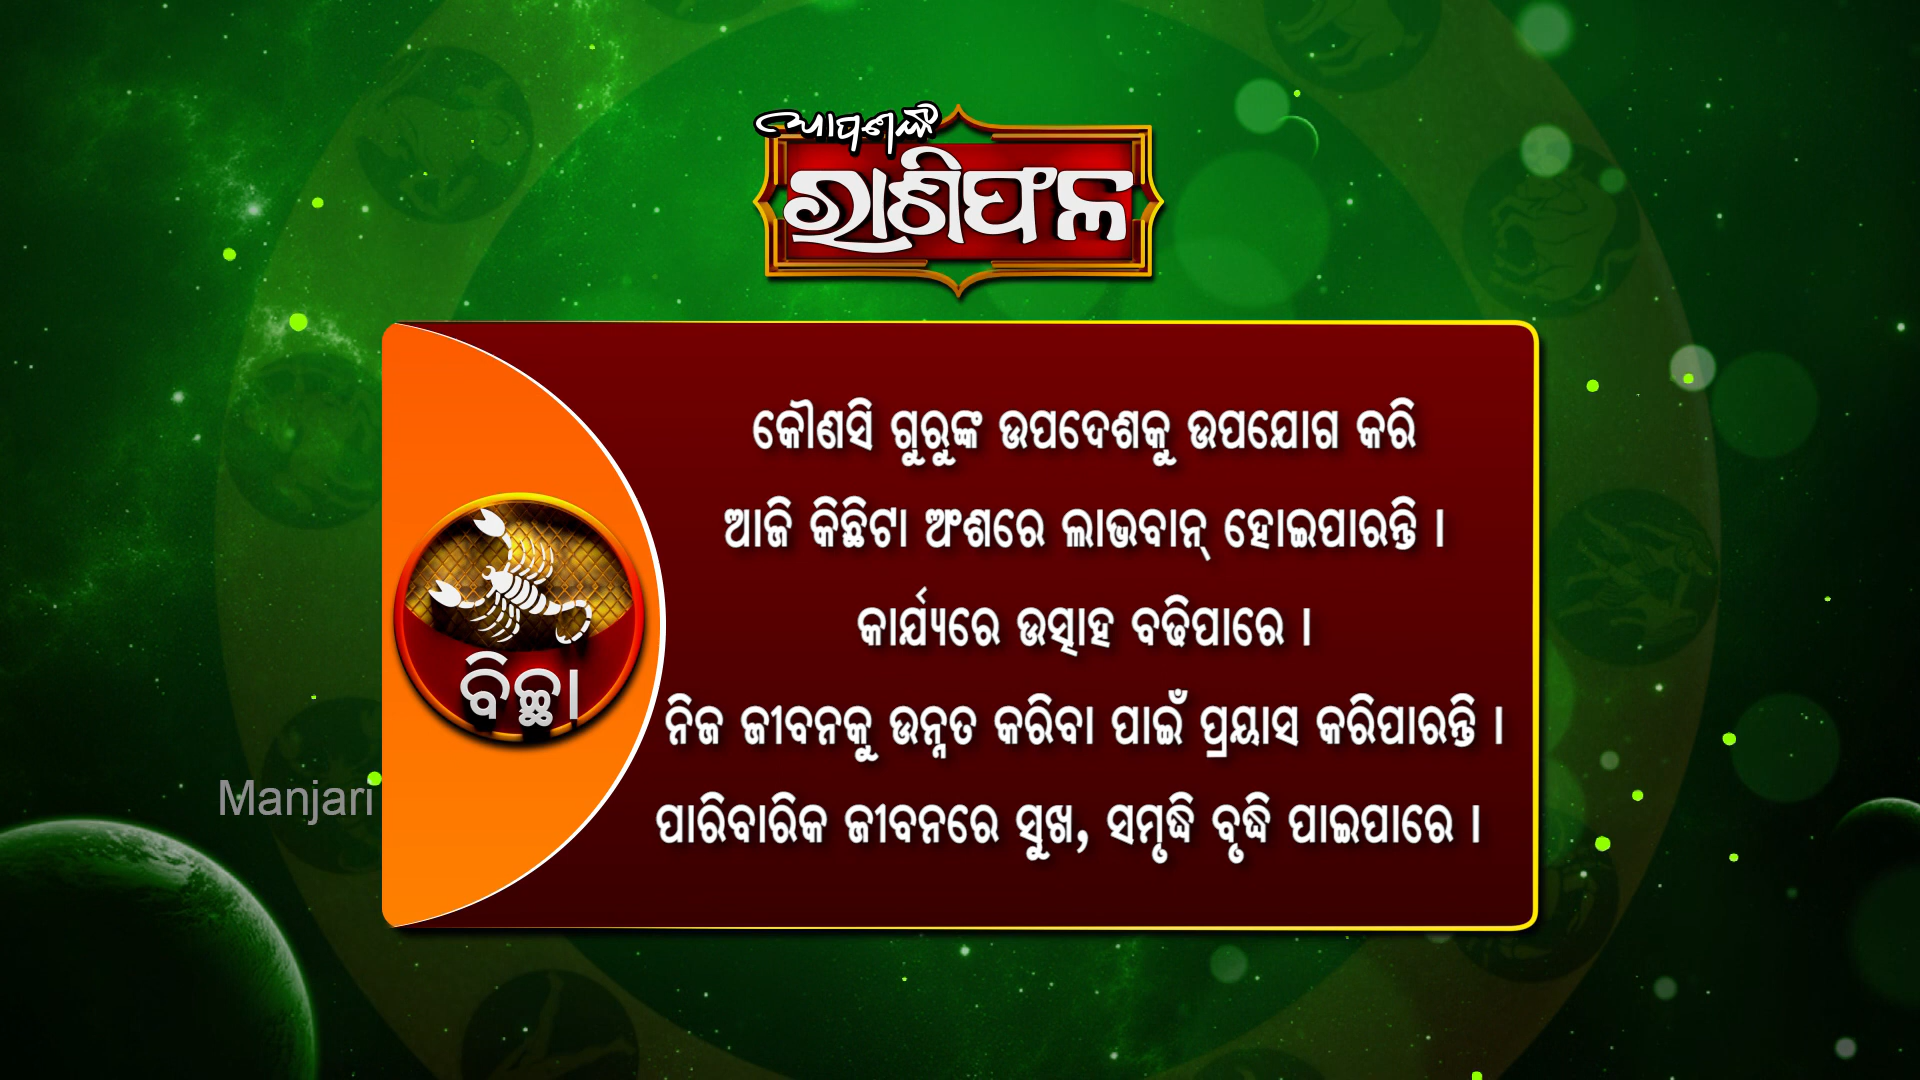 ଆପଣଙ୍କ
ରାଶିଫଳ
କୌଣସି ଗୁରୁଙ୍କ ଉପଦେଶକୁ ଉପଯୋଗ କରି
ଆଜି କିଛିଟା ଅଂଶରେ ଲାଭବାନ୍ ହୋଇପାରନ୍ତି ।
କାର୍ଯ୍ୟରେ ଉତ୍ସାହ ବଢିପାରେ ।
ନିଜ ଜୀବନକୁ ଉନ୍ନତ କରିବା ପାଇଁ ପ୍ରୟାସ କରିପାରନ୍ତି ।
ପାରିବାରିକ ଜୀବନରେ ସୁଖ, ସମୃଦ୍ଧି ବୃଦ୍ଧି ପାଇପାରେ ।
ବିଚ୍ଛା
Manjari